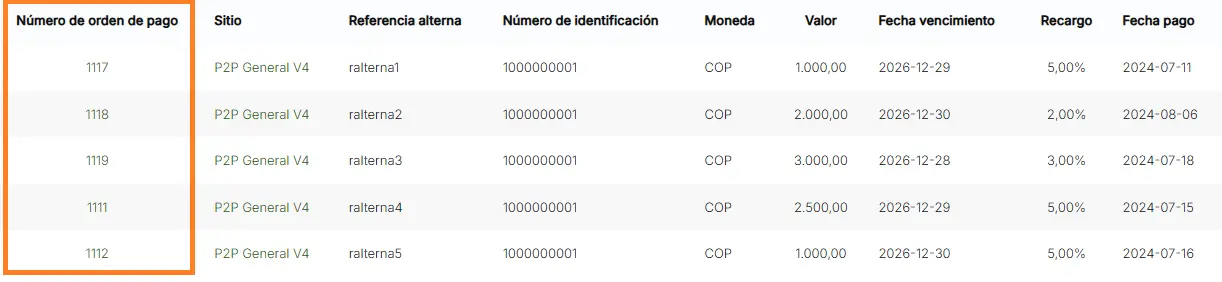 Número de orden de pago Sitio Referencia alterna Número de identificación Moneda Valor Fecha vencimiento Recargo Fecha pago
1117 P2P General V4 ralterna1 1000000001 COP 1.000,00 2026-12-29 5,00% 2024-07-11
1118 P2P General V4 ralterna2 1000000001 COP 2.000,00 2026-12-30 2,00% 2024-08-06
1119 P2P General V4 ralterna3 1000000001 COP 3.000,00 2026-12-28 3,00% 2024-07-18
1111 P2P General V4 ralterna4 1000000001 COP 2.500,00 2026-12-29 5,00% 2024-07-15
1112 P2P General V4 ralterna5 1000000001 COP 1.000,00 2026-12-30 5,00% 2024-07-16